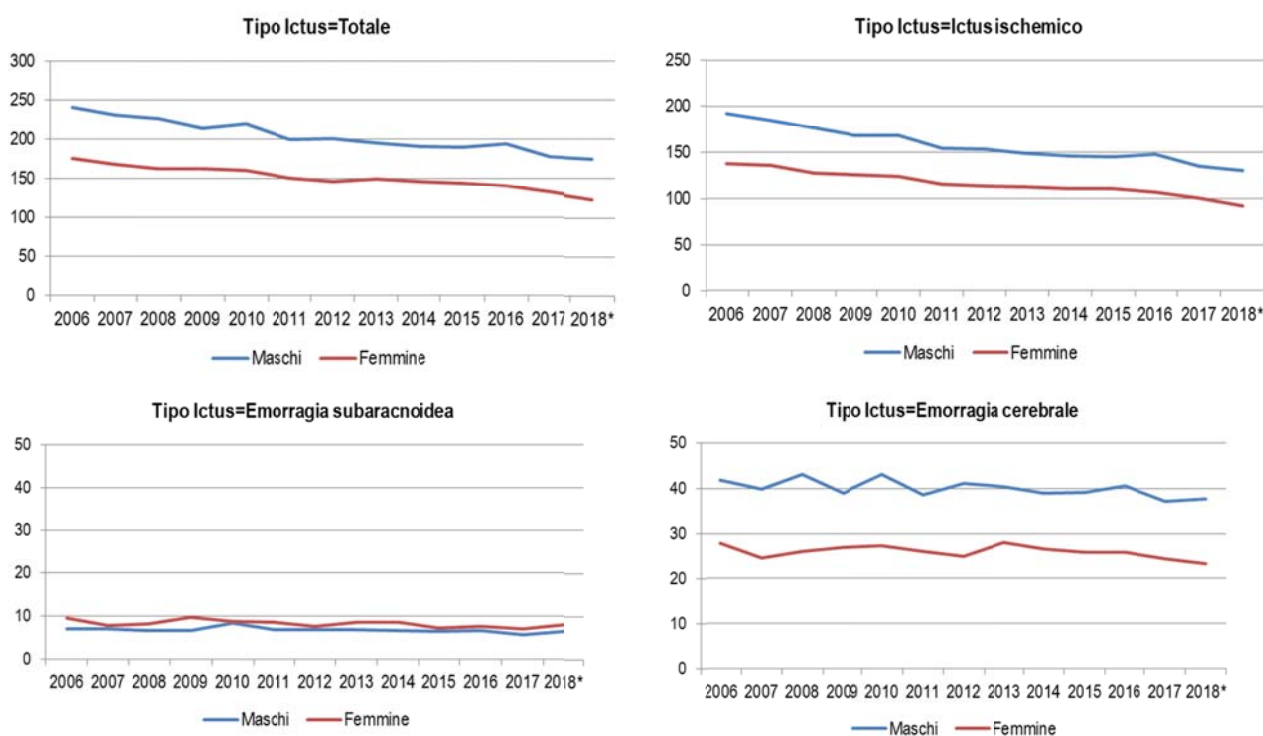 Tipo Ictus=Totale
300
250
200
150
100
50
0
2006 2007 2008 2009 2010 2011 2012 2013 2014 2015 2016 2017 2018*
Maschi Femmine
Tipo Ictus=Ictus ischemico
250
200
150
100
50
0
2006 2007 2008 2009 2010 2011 2012 2013 2014 2015 2016 2017 2018*
Maschi Femmine
Tipo Ictus=Emorragia subaracnoidea
50
40
30
20
10
0
2006 2007 2008 2009 2010 2011 2012 2013 2014 2015 2016 2017 2018*
Maschi Femmine
Tipo Ictus=Emorragia cerebrale
50
40
30
20
10
0
2006 2007 2008 2009 2010 2011 2012 2013 2014 2015 2016 2017 2018*
Maschi Femmine